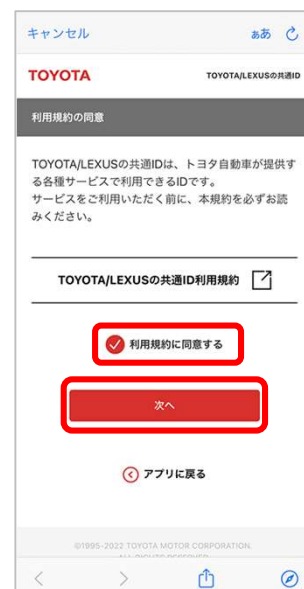 キャンセル
ぁあ
TOYOTA
TOYOTA/LEXUSの共通ID
利用規約の同意
TOYOTA/LEXUSの共通IDは、トヨタ自動車が提供す
る各種サービスで利用できるIDです。
サービスをご利用いただく前に、本規約を必ずお読
みください。
TOYOTA/LEXUSの共通ID利用規約
利用規約に同意する
次へ
アプリに戻る
©1995-2022 TOYOTA MOTOR CORPORATION.
ALL RIGHTS RESERVED.